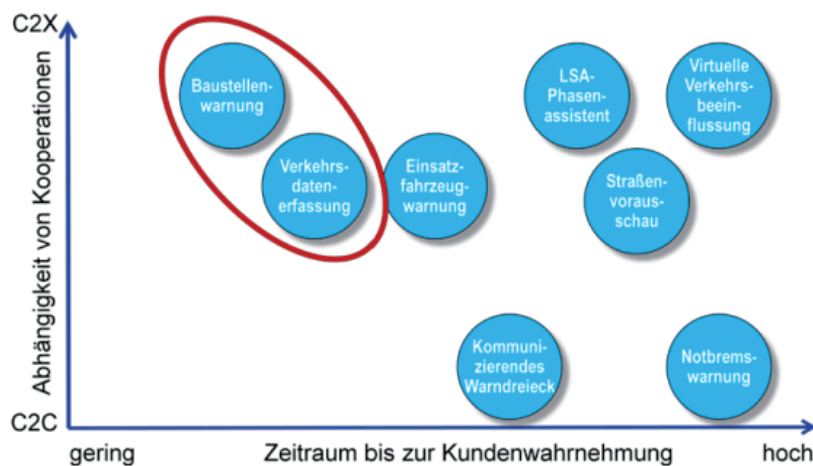 C2X
Abhängigkeit von Kooperationen
C2C
Baustellen-
warnung
Verkehrs-
daten-
erfassung
Einsatz-
fahrzeug-
warnung
LSA-
Phasen-
assistent
Virtuelle
Verkehrs-
beein-
flussung
Straßen-
voraus-
schau
Kommuni-
zierendes
Warndreieck
Notbrems-
warnung
gering
Zeitraum bis zur Kundenwahrnehmung
hoch